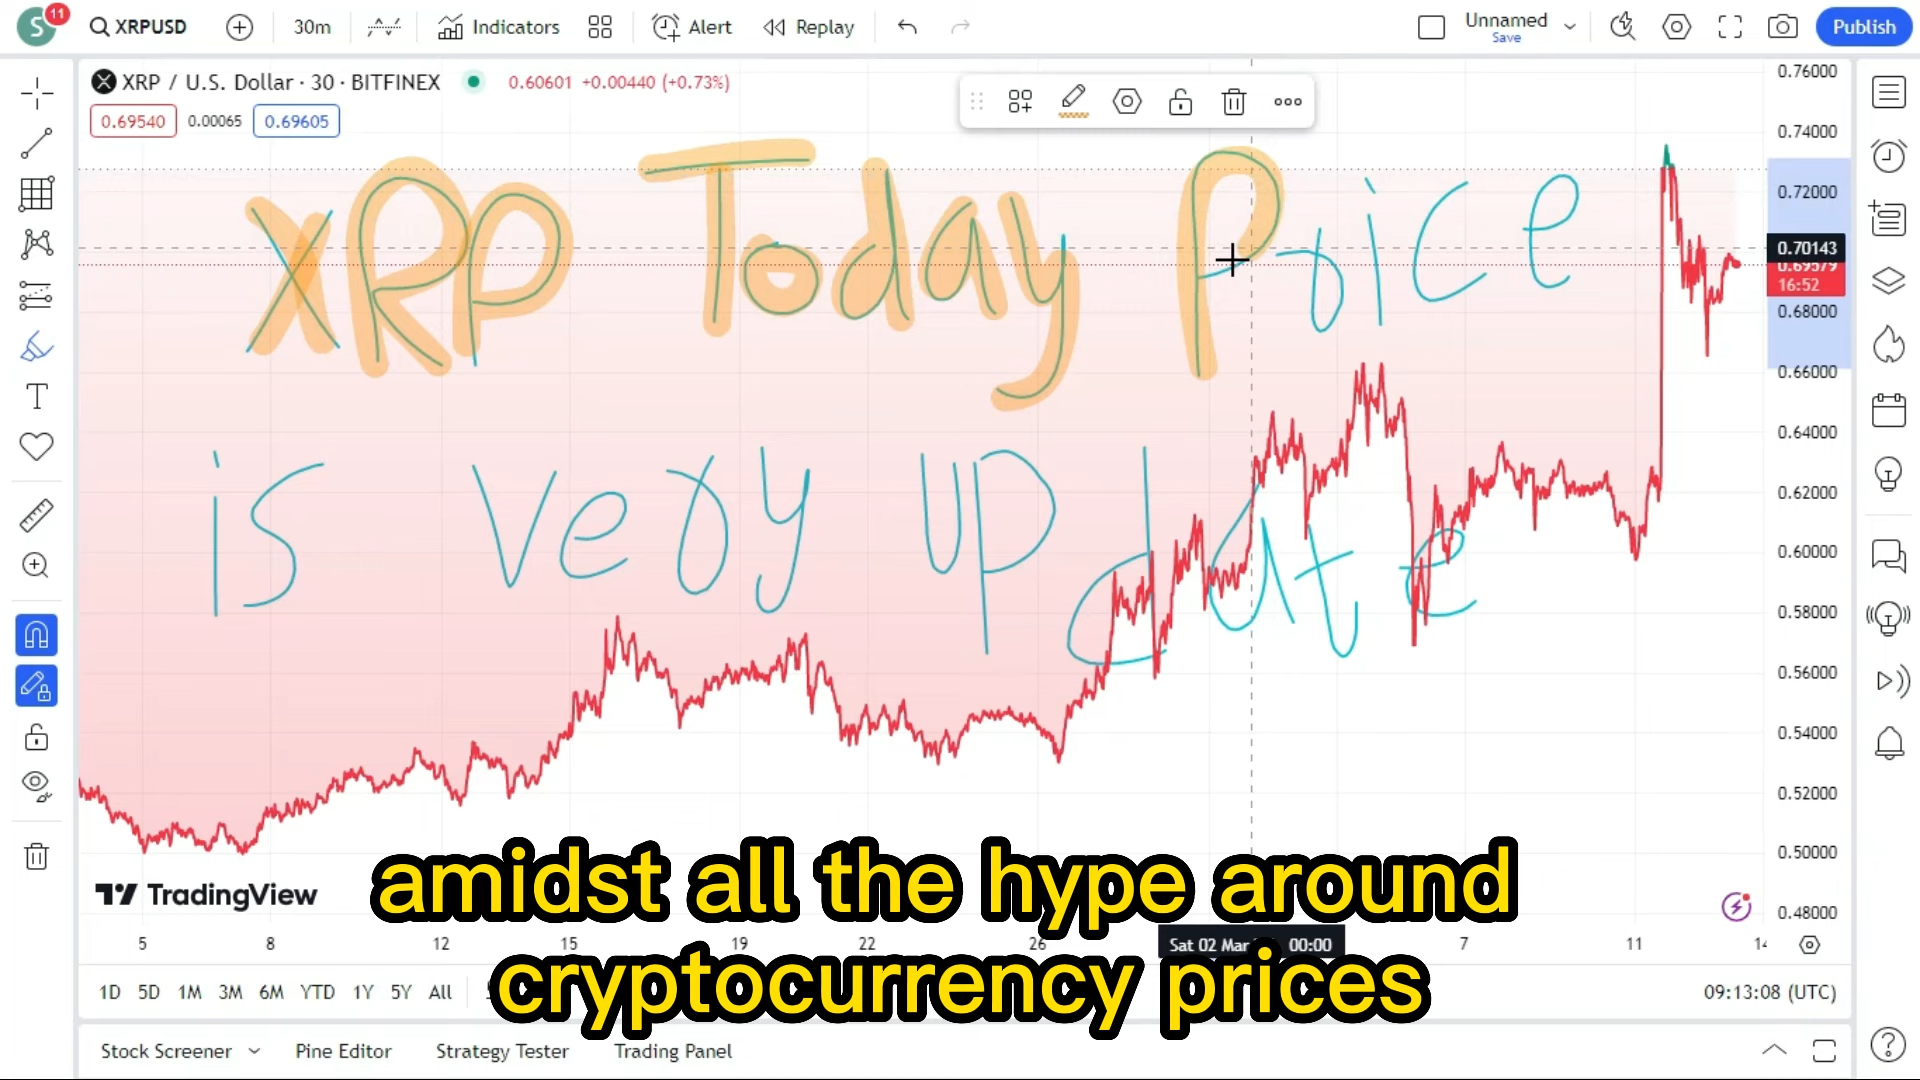 S 11 XRPUSD 30m Indicators Alert Replay Unnamed Save Publish
XRP / U.S. Dollar · 30 · BITFINEX 0.60601 +0.00440 (+0.73%)
0.69540 0.00065 0.69605
XRP Today Price
is very up date
0.76000
0.74000
0.72000
0.70143
0.69579
16:52
0.68000
0.66000
0.64000
0.62000
0.60000
0.58000
0.56000
0.54000
0.52000
0.50000
0.48000
amidst all the hype around
TradingView
5 8 12 15 19 22 26 Sat 02 Mar 00:00 7 11
cryptocurrency prices
1D 5D 1M 3M 6M YTD 1Y 5Y All 09:13:08 (UTC)
Stock Screener Pine Editor Strategy Tester Trading Panel